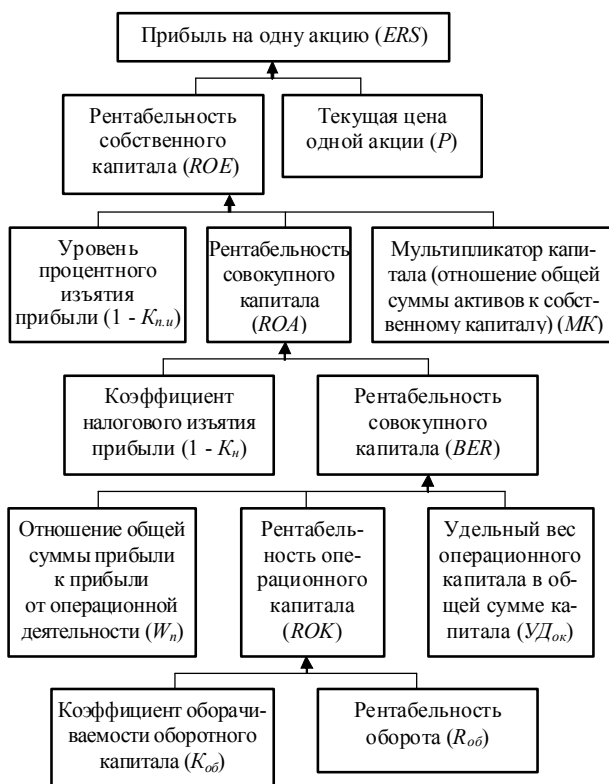 Прибыль на одну акцию (ERS)
Рентабельность
собственного
капитала (ROE)
Текущая цена
одной акции (P)
Уровень
процентного
изъятия
прибыли (1 - Kп.и)
Рентабельность
совокупного
капитала
(ROA)
Мультипликатор капи-
тала (отношение общей
суммы активов к собст-
венному капиталу) (МК)
Коэффициент
налогового изъятия
прибыли (1 - Kн)
Рентабельность
совокупного
капитала (BER)
Отношение общей
суммы прибыли
к прибыли
от операционной
деятельности (Wn)
Рентабель-
ность опе-
рационного
капитала
(ROK)
Удельный вес
операционного
капитала в об-
щей сумме ка-
питала (УДок)
Коэффициент оборачи-
ваемости оборотного
капитала (Kоб)
Рентабельность
оборота (Rоб)